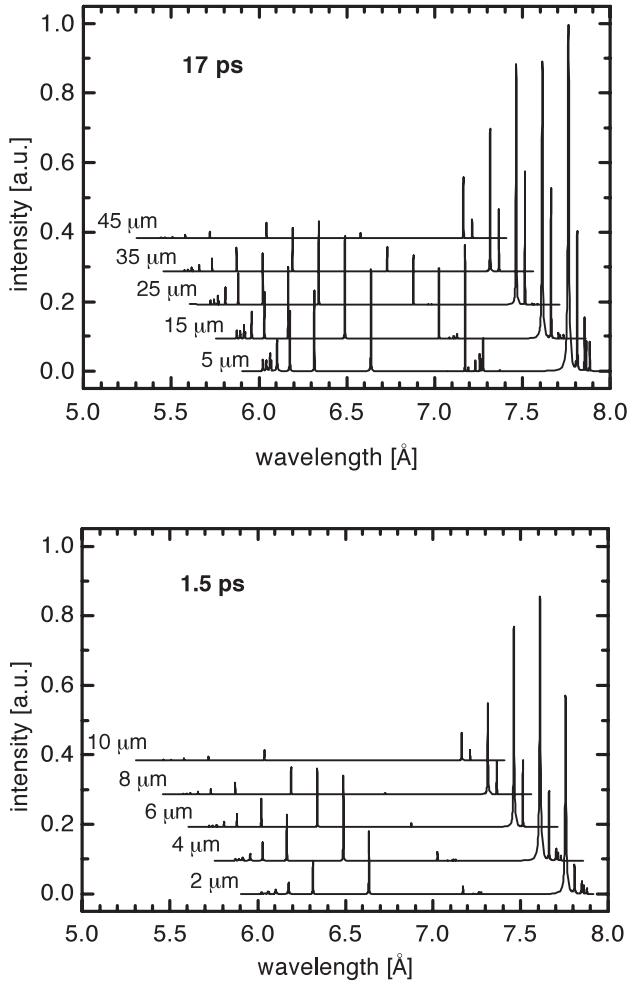 1.0
17 ps
0.8
0.6
45 μm
0.4
35 μm
25 μm
0.2
15 μm
5 μm
0.0
5.0 5.5 6.0 6.5 7.0 7.5 8.0
wavelength [Å]
intensity [a.u.]
1.0
1.5 ps
0.8
0.6
10 μm
0.4
8 μm
6 μm
0.2
4 μm
2 μm
0.0
5.0 5.5 6.0 6.5 7.0 7.5 8.0
wavelength [Å]
intensity [a.u.]